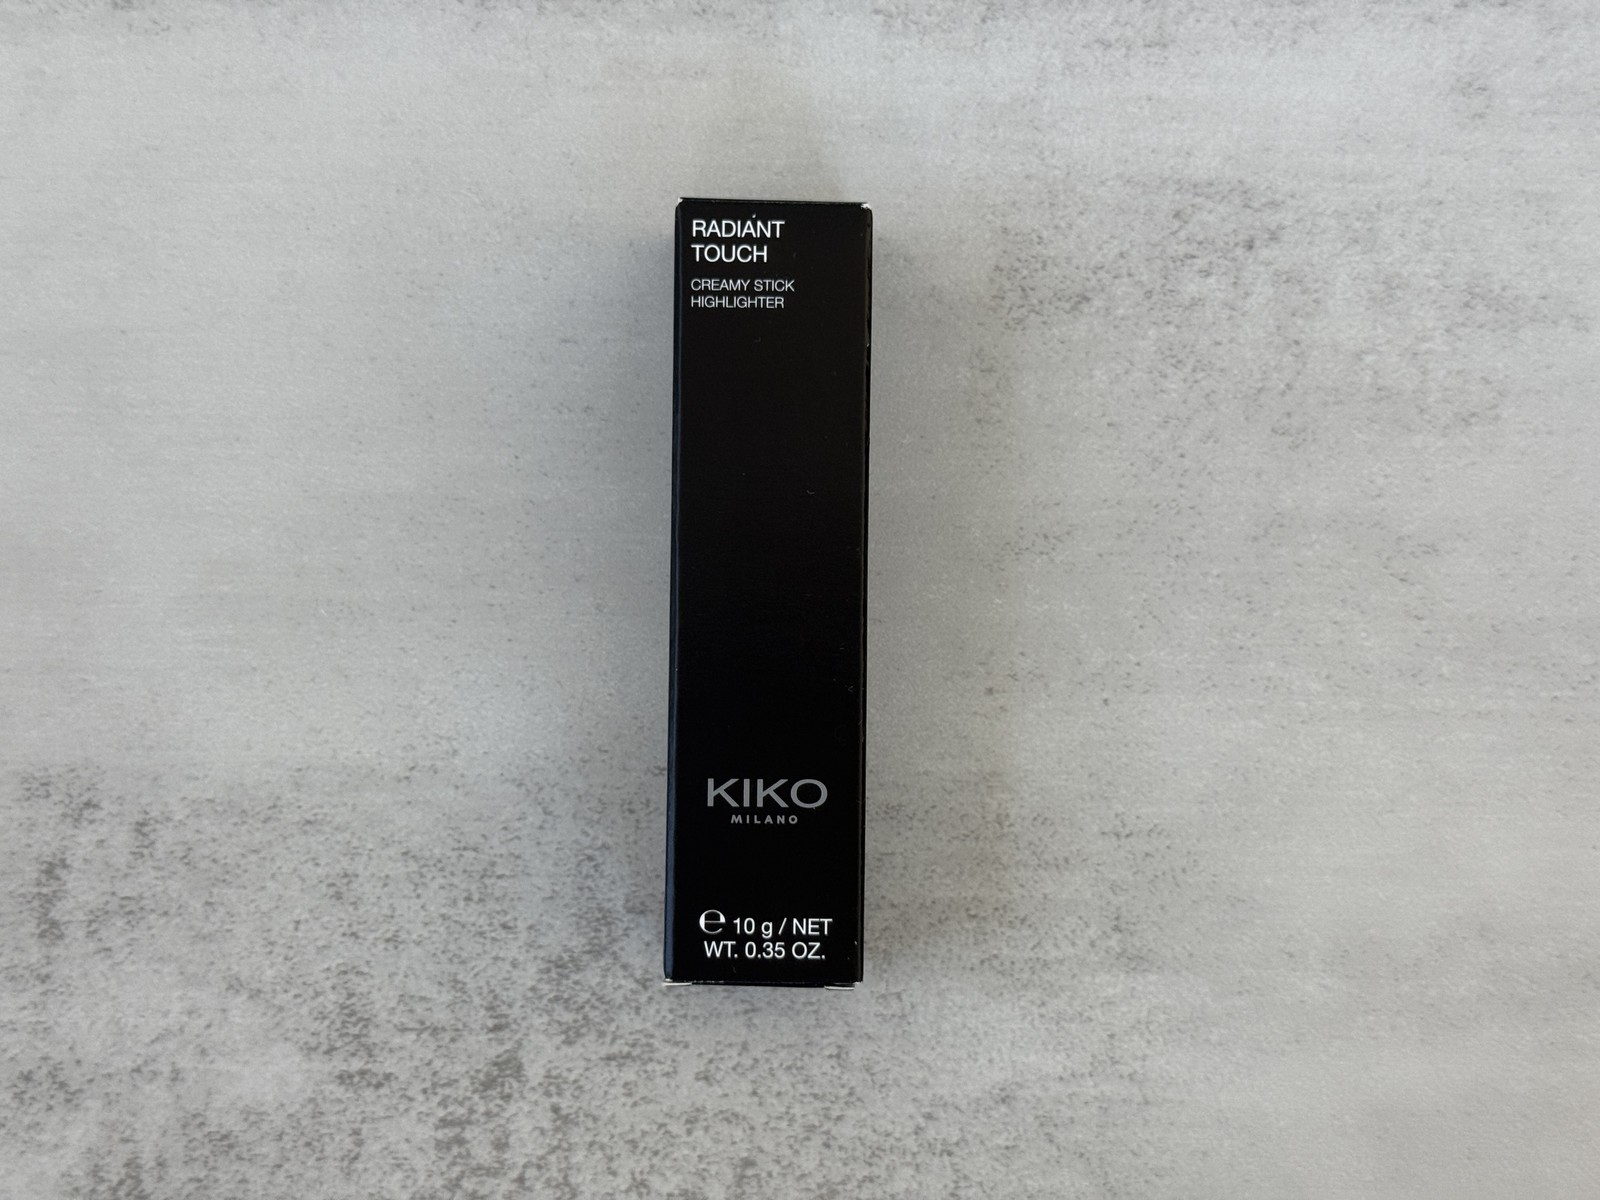 RADIANT
TOUCH
CREAMY STICK
HIGHLIGHTER
KIKO
MILANO
℮ 10 g / NET
WT. 0.35 OZ.